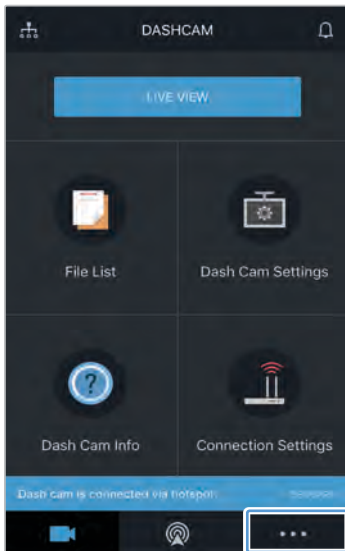 DASHCAM
LIVE VIEW
File List
Dash Cam Settings
?
Dash Cam Info
Connection Settings
Dash cam is connected via hotspot.